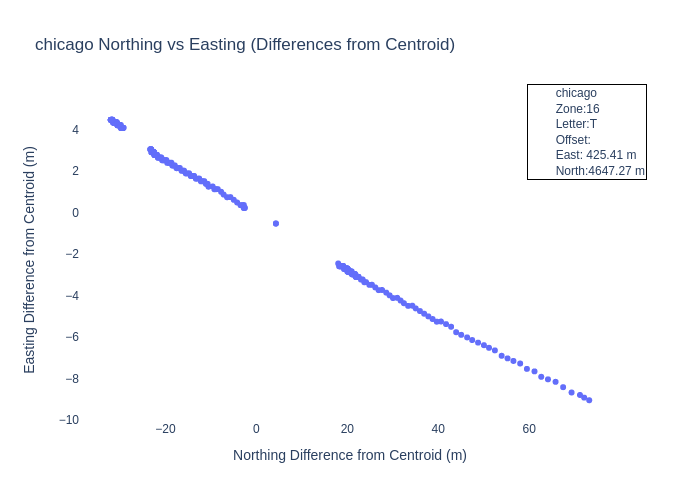 chicago Northing vs Easting (Differences from Centroid)
chicago
Zone:16
Letter:T
Offset:
East: 425.41 m
North:4647.27 m
Easting Difference from Centroid (m)
4
2
0
−2
−4
−6
−8
−10
−20
0
20
40
60
Northing Difference from Centroid (m)